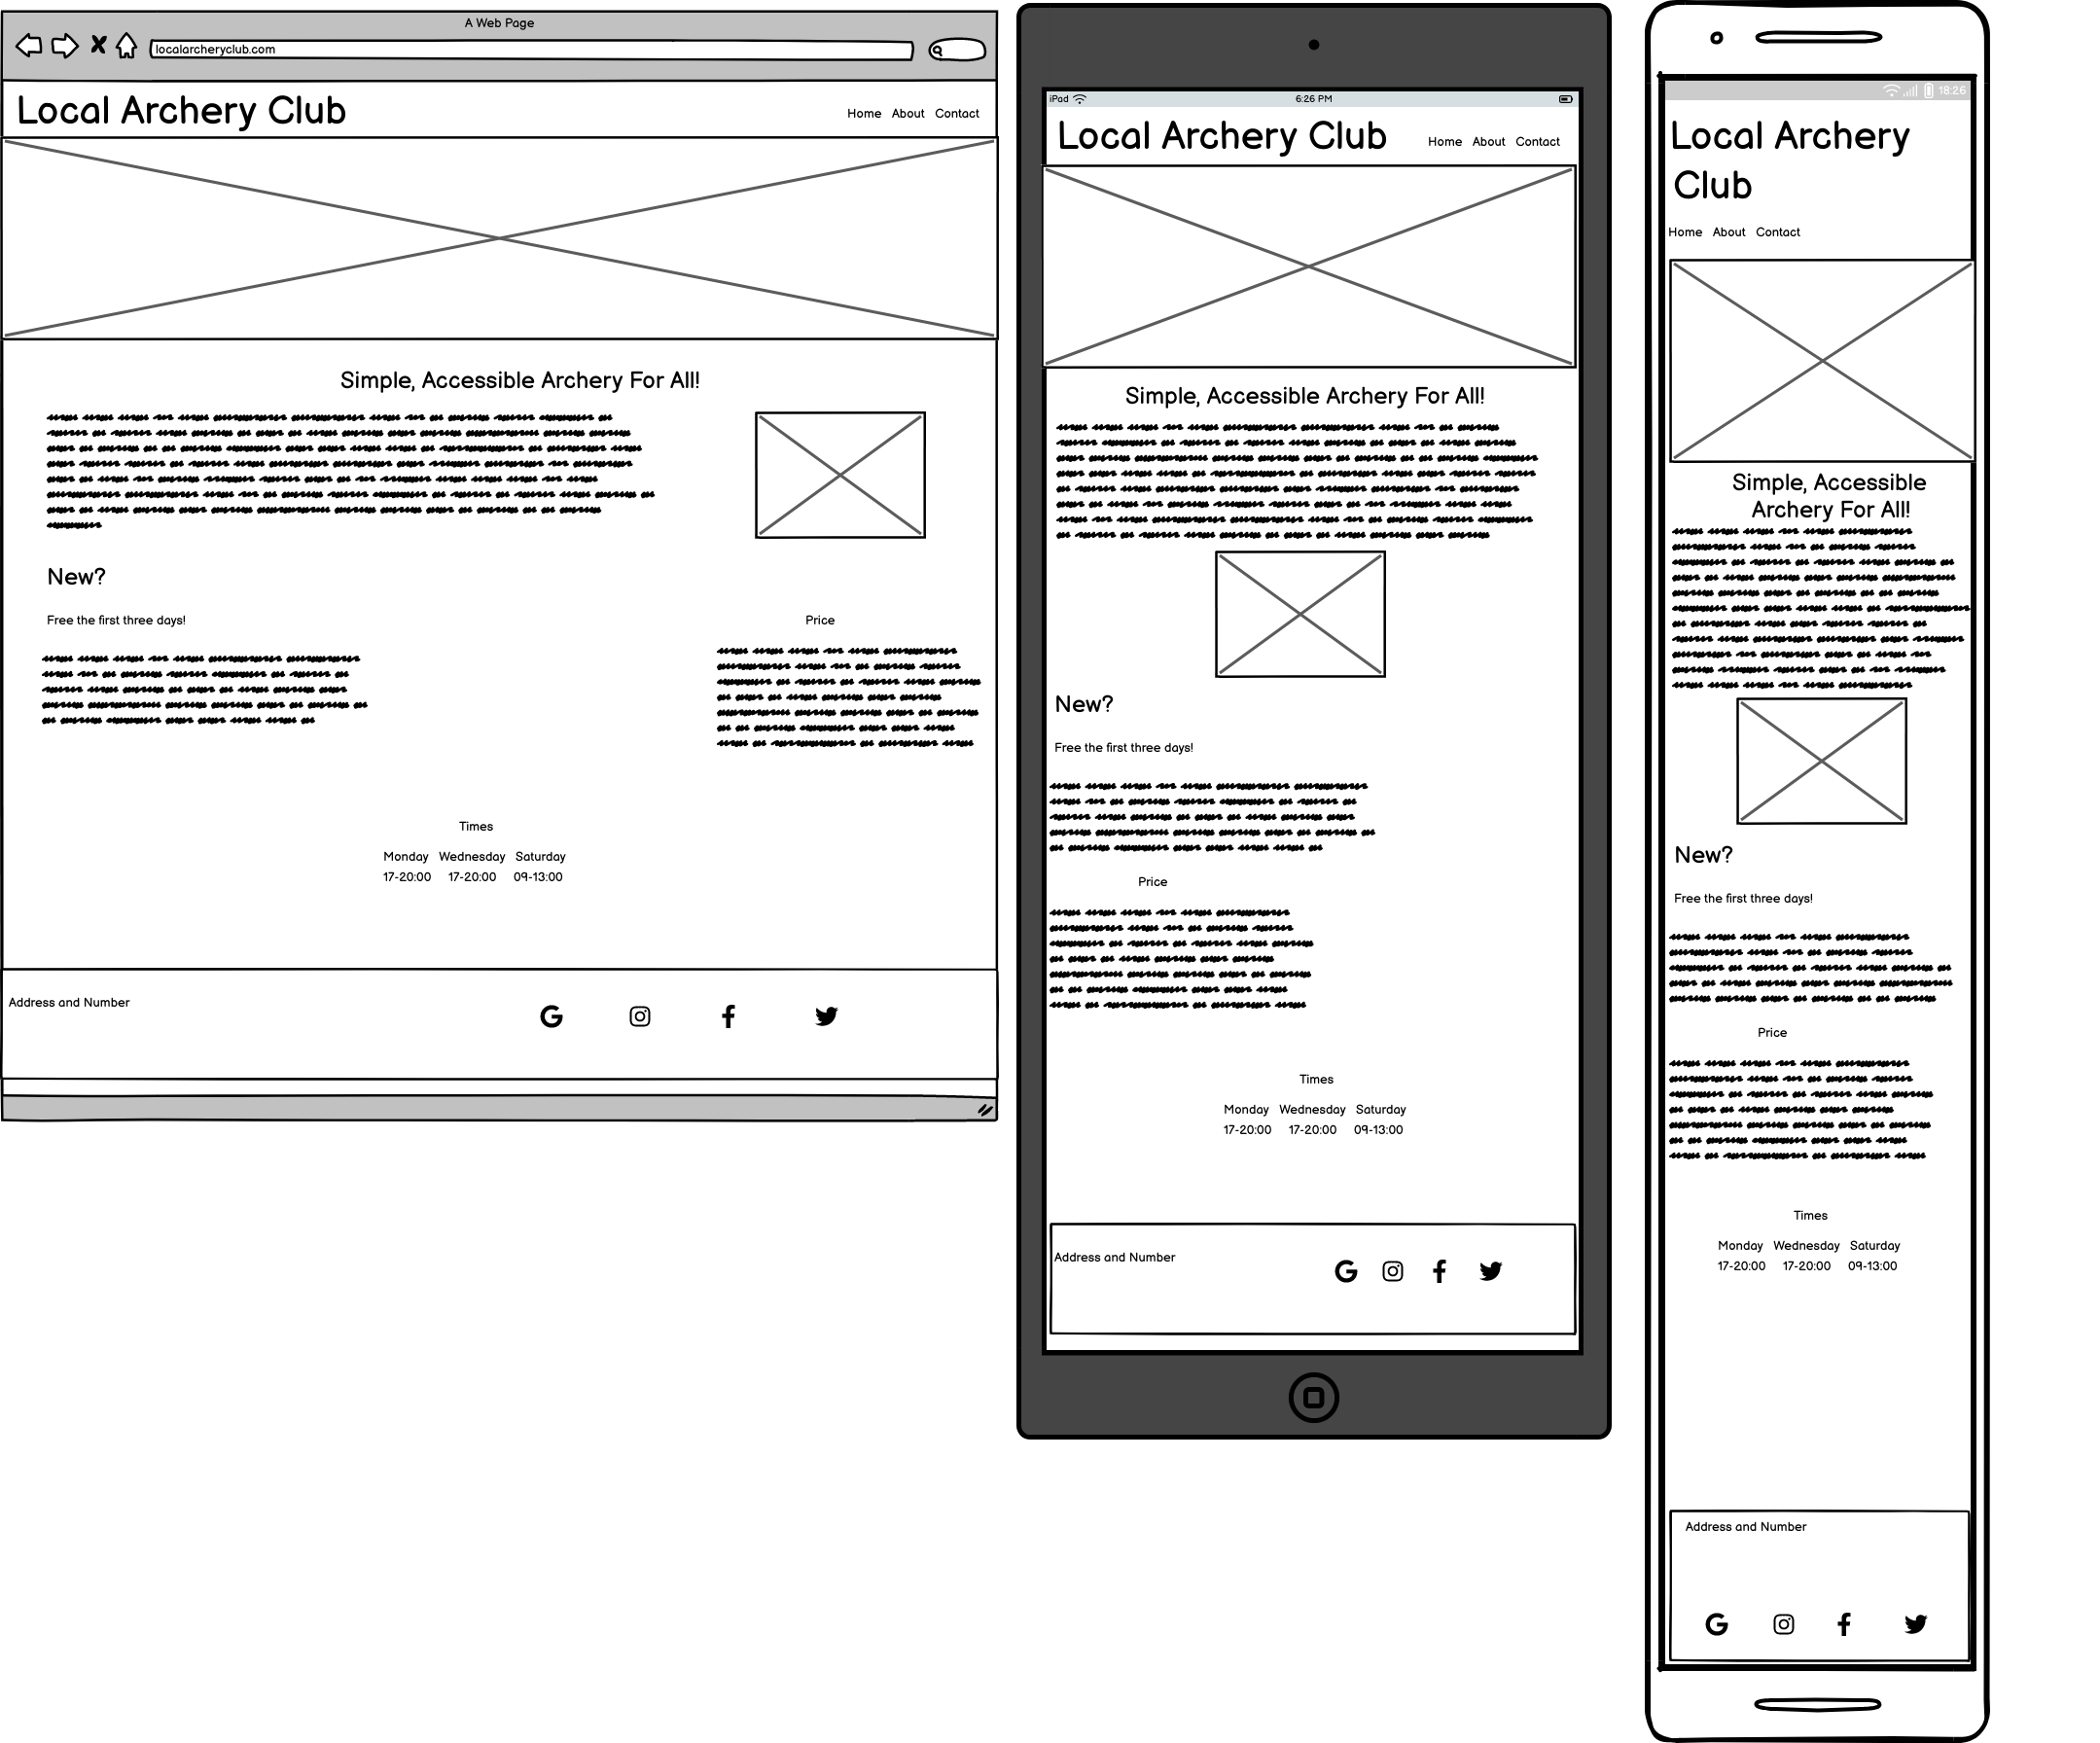 A Web Page
localarcheryclub.com
Local Archery Club
Home About Contact
Simple, Accessible Archery For All!
New?
Free the first three days!
Price
Times
Monday Wednesday Saturday
17-20:00 17-20:00 09-13:00
Address and Number
iPad 6:26 PM
Local Archery Club
Home About Contact
Simple, Accessible Archery For All!
New?
Free the first three days!
Price
Times
Monday Wednesday Saturday
17-20:00 17-20:00 09-13:00
Address and Number
18:26
Local Archery
Club
Home About Contact
Simple, Accessible
Archery For All!
New?
Free the first three days!
Price
Times
Monday Wednesday Saturday
17-20:00 17-20:00 09-13:00
Address and Number